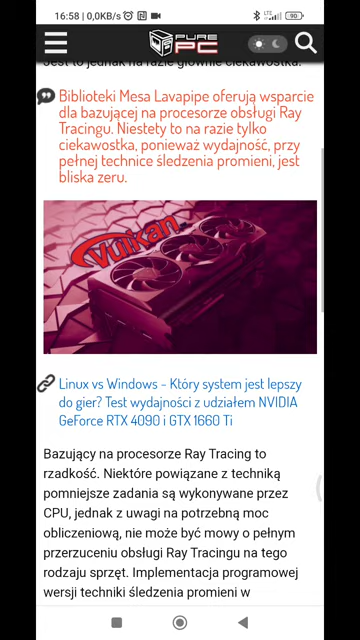 16:58 | 0,0KB/s
LTE
90
PURE
PC
Jest to jednak na razie głównie ciekawostka.
Biblioteki Mesa Lavapipe oferują wsparcie
dla bazującej na procesorze obsługi Ray
Tracingu. Niestety to na razie tylko
ciekawostka, ponieważ wydajność, przy
pełnej technice śledzenia promieni, jest
bliska zeru.
Vulkan
Linux vs Windows - Który system jest lepszy
do gier? Test wydajności z udziałem NVIDIA
GeForce RTX 4090 i GTX 1660 Ti
Bazujący na procesorze Ray Tracing to
rzadkość. Niektóre powiązane z techniką
pomniejsze zadania są wykonywane przez
CPU, jednak z uwagi na potrzebną moc
obliczeniową, nie może być mowy o pełnym
przerzuceniu obsługi Ray Tracingu na tego
rodzaju sprzęt. Implementacja programowej
wersji techniki śledzenia promieni w